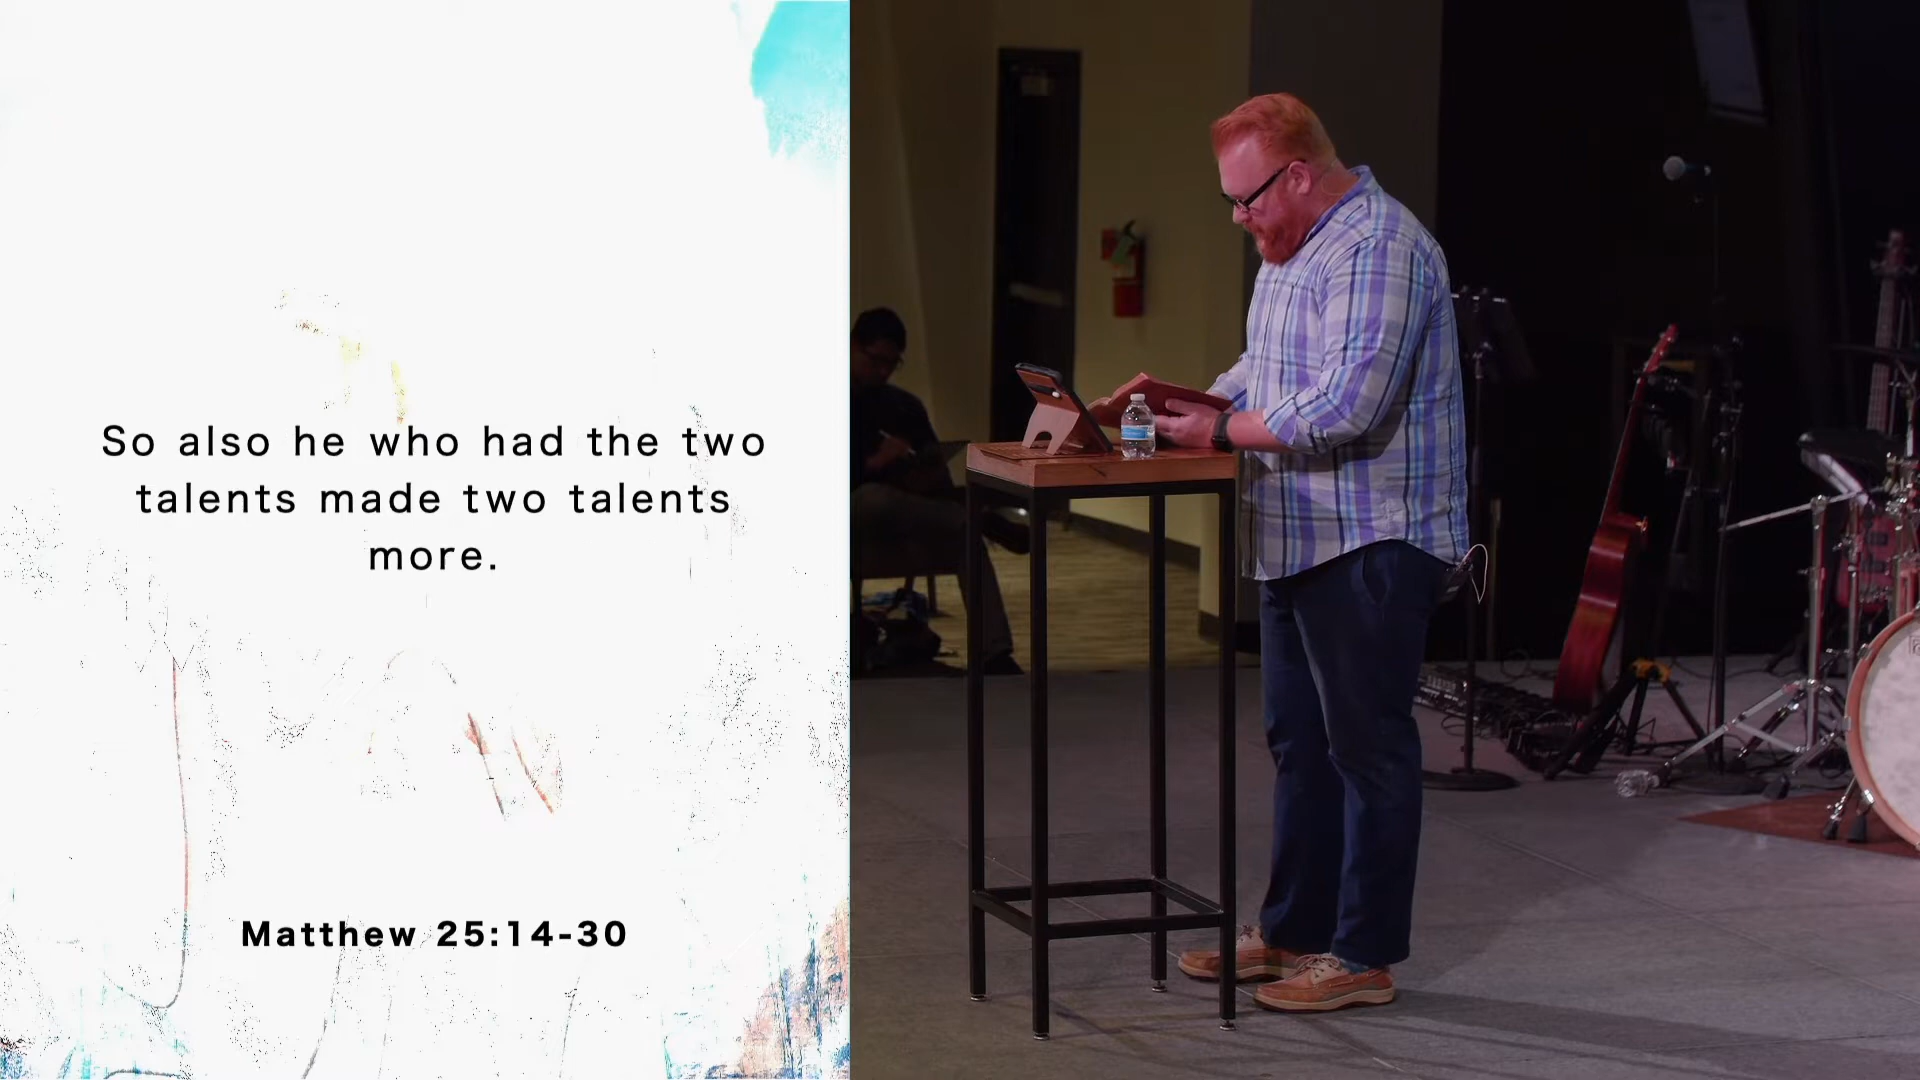 So also he who had the two
talents made two talents
more.
Matthew 25:14-30